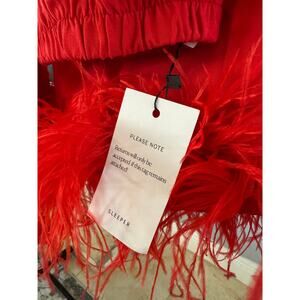 PLEASE NOTE
Returns will only be
accepted if this tag remains
attached
SLEEPER